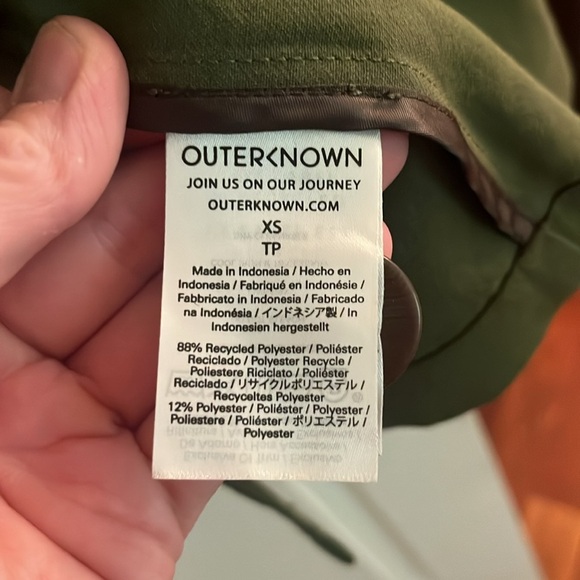 OUTERKNOWN
JOIN US ON OUR JOURNEY
OUTERKNOWN.COM
XS
TP
Made in Indonesia / Hecho en
Indonesia / Fabriqué en Indonésie /
Fabbricato in Indonesia / Fabricado
na Indonésia / インドネシア製 / In
Indonesien hergestellt
88% Recycled Polyester / Poliéster
Reciclado / Polyester Recycle /
Poliestere Riciclato / Poliéster
Reciclado / リサイクルポリエステル /
Recyceltes Polyester
12% Polyester / Poliéster / Polyester /
Poliestere / Poliéster / ポリエステル /
Polyester